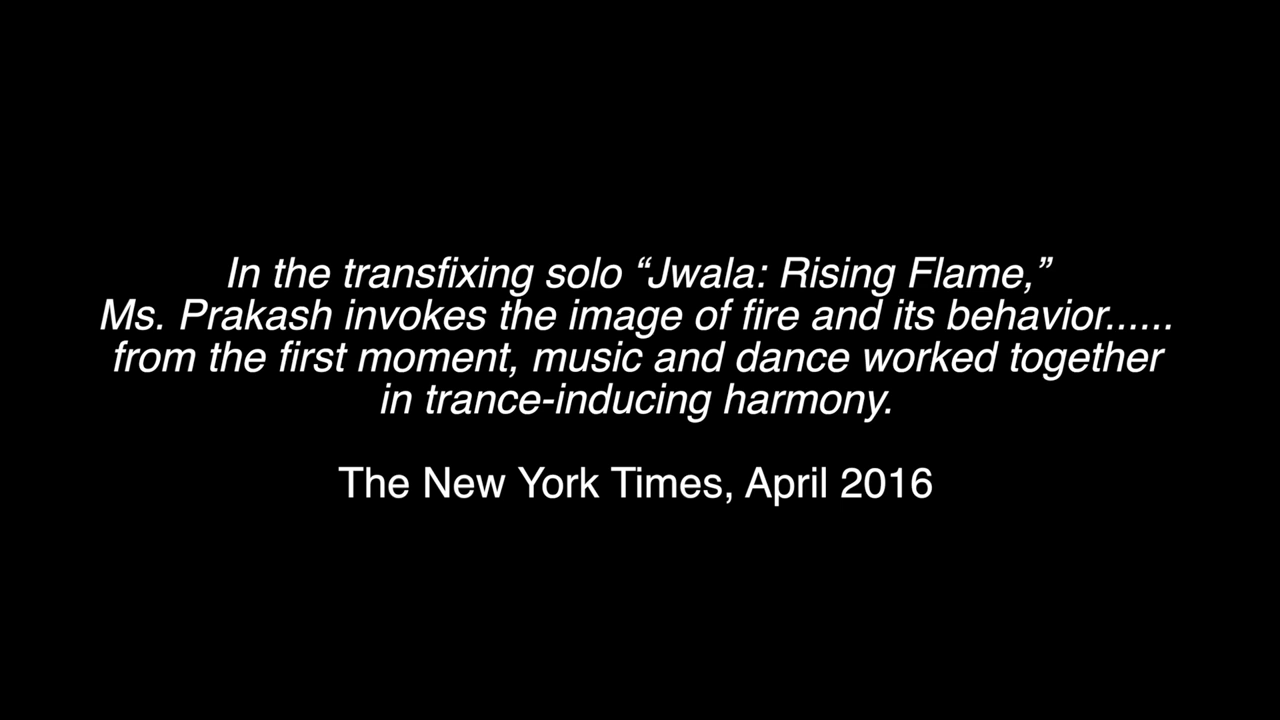 In the transfixing solo “Jwala: Rising Flame,”
Ms. Prakash invokes the image of fire and its behavior......
from the first moment, music and dance worked together
in trance-inducing harmony.
The New York Times, April 2016